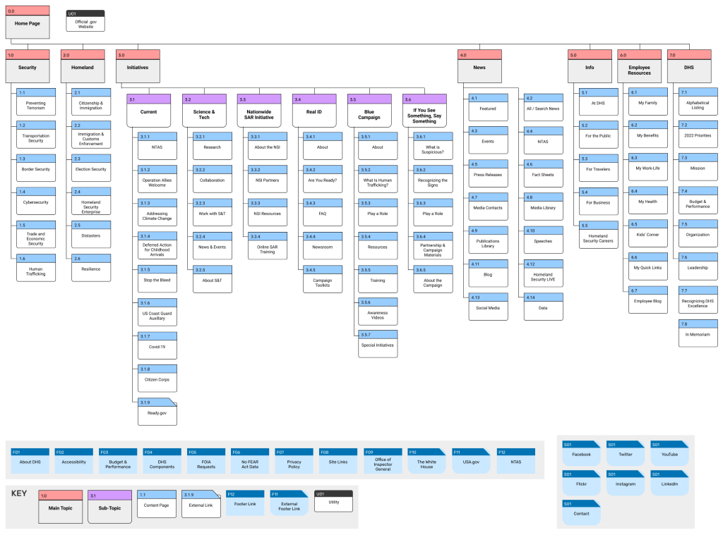 0.0
Home Page
U01
Official .gov
Website
1.0
Security
2.0
Homeland
3.0
Initiatives
4.0
News
5.0
Info
6.0
Employee
Resources
7.0
DHS
1.1
Preventing
Terrorism
1.2
Transportation
Security
1.3
Border Security
1.4
Cybersecurity
1.5
Trade and
Economic
Security
1.6
Human
Trafficking
2.1
Citizenship &
Immigration
2.2
Immigration &
Customs
Enforcement
2.3
Election Security
2.4
Homeland
Security
Enterprise
2.5
Disasters
3.6
Resilience
3.1
Current
3.1.1
NTAS
3.1.2
Operation Allies
Welcome
3.1.3
Addressing
Climate Change
3.1.4
Deferred Action
for Childhood
Arrivals
3.1.5
Stop the Bleed
3.1.6
US Coast Guard
Auxiliary
3.1.7
Covid-19
3.1.8
Citizen Corps
3.1.9
Ready.gov
3.2
Science &
Tech
3.2.1
Research
3.2.2
Collaboration
3.2.3
Work with S&T
3.2.4
News & Events
3.2.5
About S&T
3.3
Nationwide
SAR Initiative
3.3.1
About the NSI
3.3.2
NSI Partners
3.3.3
NSI Resources
3.3.4
Online SAR
Training
3.4
Real ID
3.4.1
About
3.4.2
Are You Ready?
3.4.3
FAQ
3.4.4
Newsroom
3.4.5
Campaign
Toolkits
Blue
Campaign
3.5.1
About
3.5.2
What Is Human
Trafficking?
3.5.3
Play a Role
3.5.4
Resources
3.5.5
Training
3.5.6
Awareness
Videos
3.5.7
Special Initiatives
3.6
If You See
Something, Say
Something
3.6.1
What is
Suspicious?
3.6.2
Recognizing the
Signs
3.6.3
Play a Role
3.6.4
Partnership &
Campaign
Materials
3.6.5
About the
Campaign
4.1
Featured
4.3
Events
4.5
Press Releases
4.7
Media Contacts
4.9
Publications
Library
4.11
Blog
4.13
Social Media
4.2
All / Search News
4.4
NTAS
4.6
Fact Sheets
4.8
Media Library
4.10
Speeches
4.12
Homeland
Security LIVE
4.14
Data
5.1
At DHS
5.2
For the Public
5.3
For Travelers
5.4
For Business
5.5
Homeland
Security Careers
6.1
My Family
6.2
My Benefits
6.3
My Work-Life
6.4
My Health
6.5
Kids' Corner
6.6
My Quick Links
6.7
Employee Blog
7.1
Alphabetical
Listing
7.2
2022 Priorities
7.3
Mission
7.4
Budget &
Performance
7.5
Organization
7.6
Leadership
7.7
Recognizing DHS
Excellence
7.8
In Memoriam
F01
About DHS
F02
Accessibility
F03
Budget &
Performance
F04
DHS
Components
F05
FOIA
Requests
F06
No FEAR
Act Data
F07
Privacy
Policy
F08
Site Links
F09
Office of
Inspector
General
F10
The White
House
F11
USA.gov
F12
NTAS
S01
Facebook
S01
Twitter
S01
YouTube
S01
Flickr
S01
Instagram
S01
LinkedIn
S01
Contact
KEY
1.0
Main Topic
3.1
Sub-Topic
1.1
Content Page
3.1.9
External Link
F12
Footer Link
F11
External
Footer Link
U01
Utility